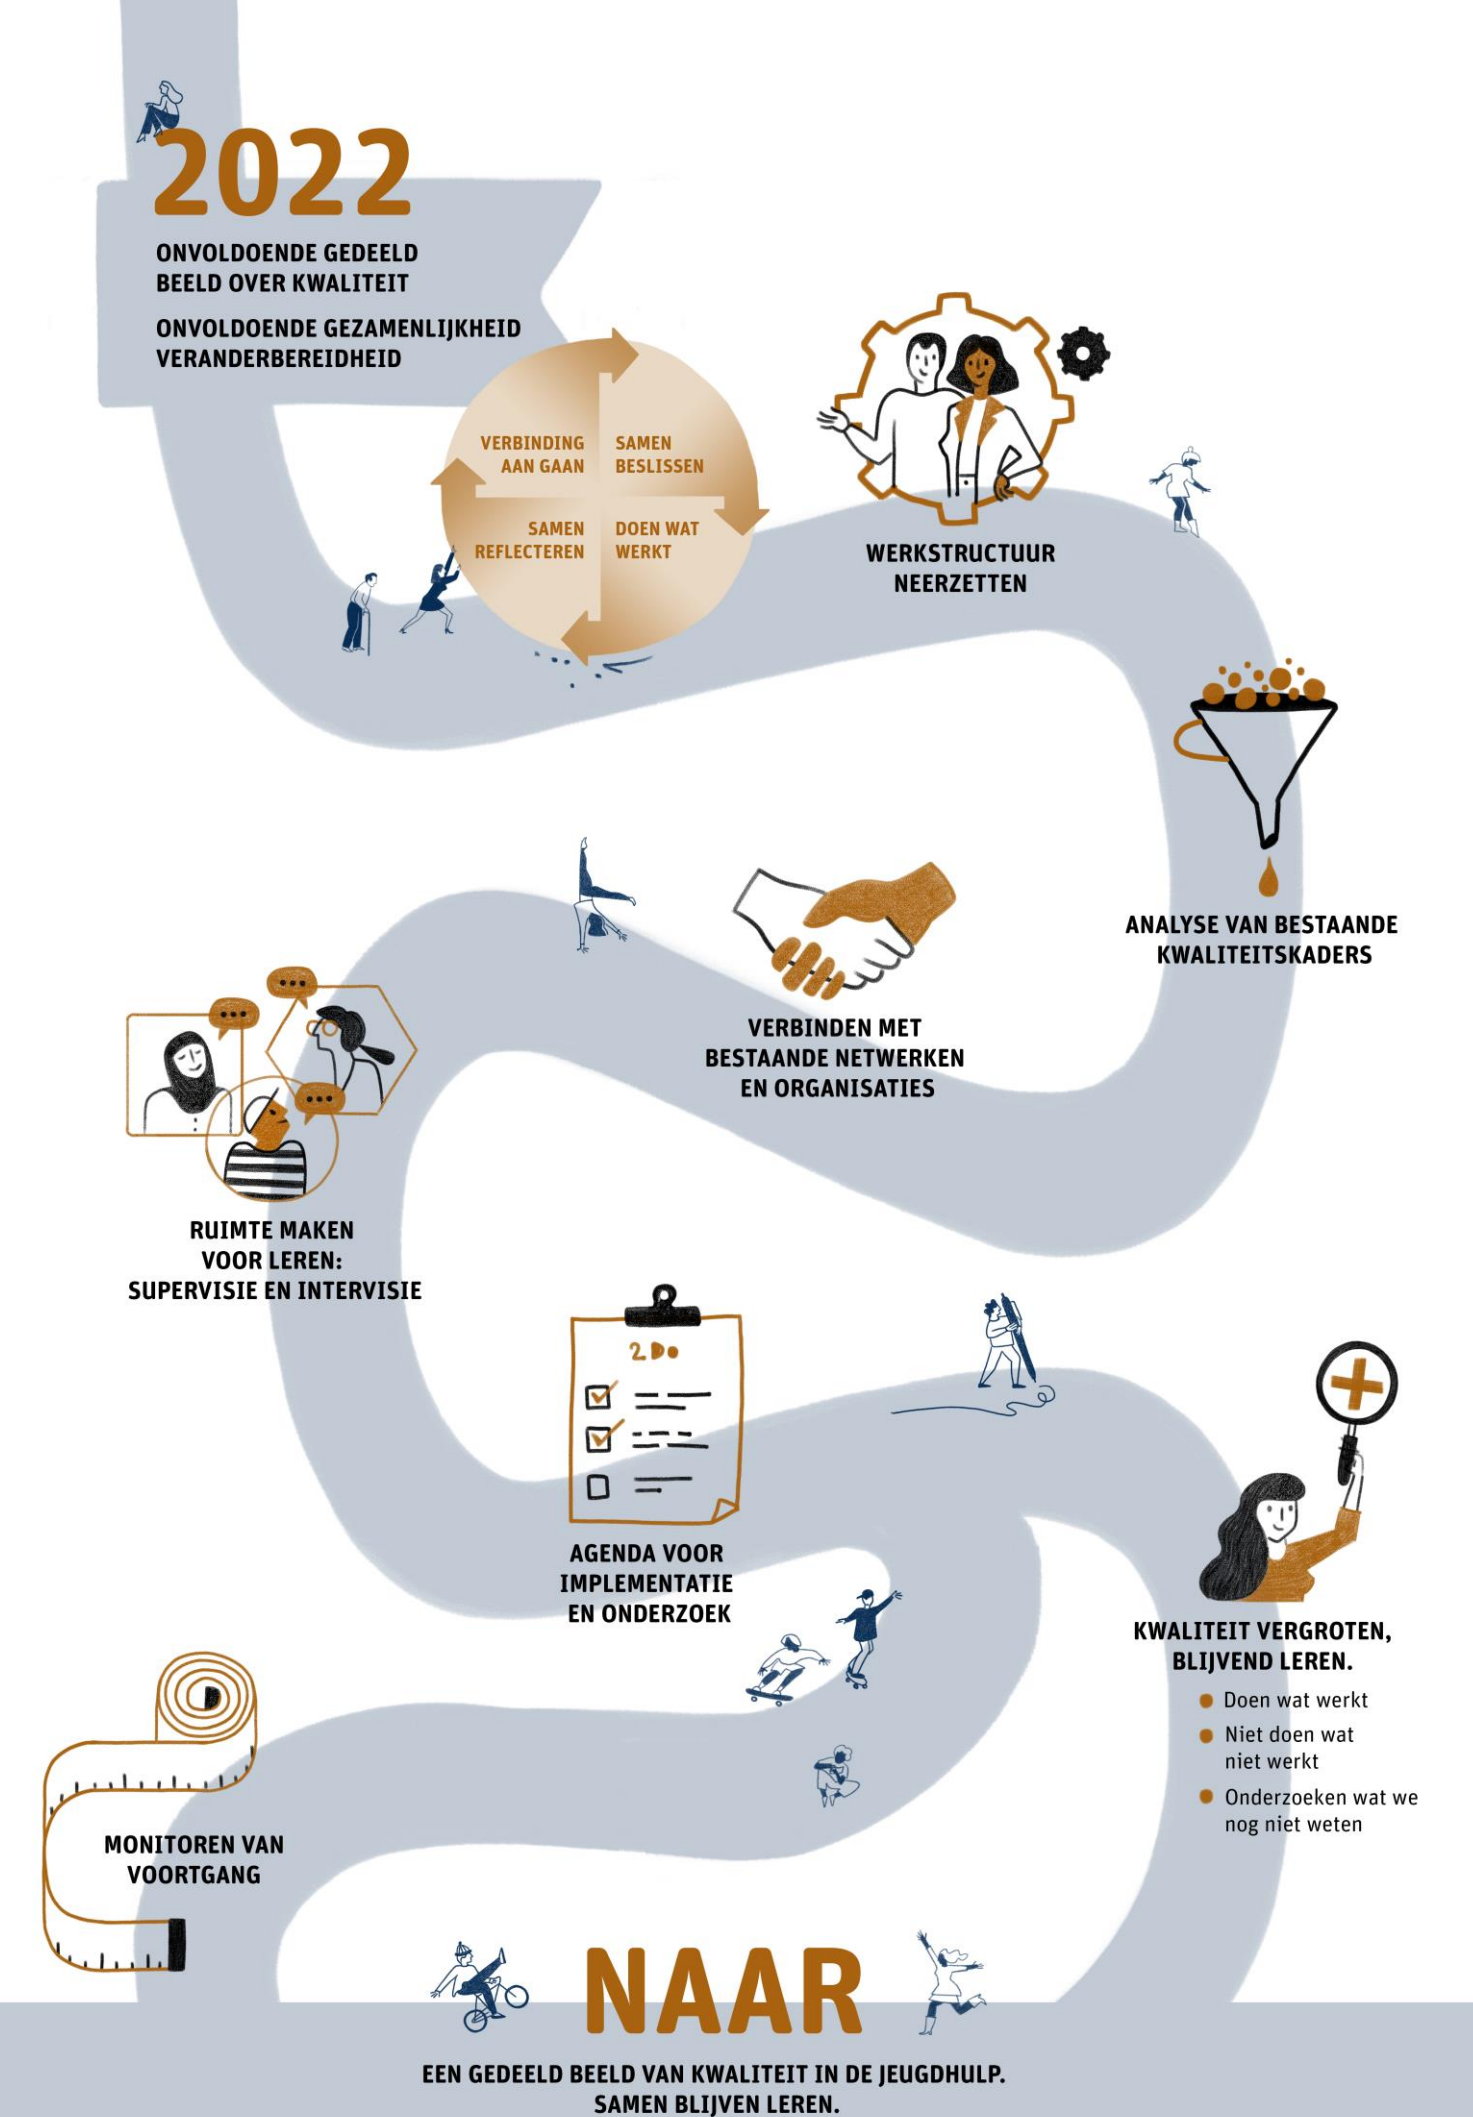 2022
ONVOLDOENDE GEDEELD
BEELD OVER KWALITEIT
ONVOLDOENDE GEZAMENLIJKHEID
VERANDERBEREIDHEID
VERBINDING
AAN GAAN
SAMEN
BESLISSEN
SAMEN
REFLECTEREN
DOEN WAT
WERKT
WERKSTRUCTUUR
NEERZETTEN
ANALYSE VAN BESTAANDE
KWALITEITSKADERS
VERBINDEN MET
BESTAANDE NETWERKEN
EN ORGANISATIES
RUIMTE MAKEN
VOOR LEREN:
SUPERVISIE EN INTERVISIE
2 Do
AGENDA VOOR
IMPLEMENTATIE
EN ONDERZOEK
KWALITEIT VERGROTEN,
BLIJVEND LEREN.
Doen wat werkt
Niet doen wat
niet werkt
Onderzoeken wat we
nog niet weten
MONITOREN VAN
VOORTGANG
NAAR
EEN GEDEELD BEELD VAN KWALITEIT IN DE JEUGDHULP.
SAMEN BLIJVEN LEREN.